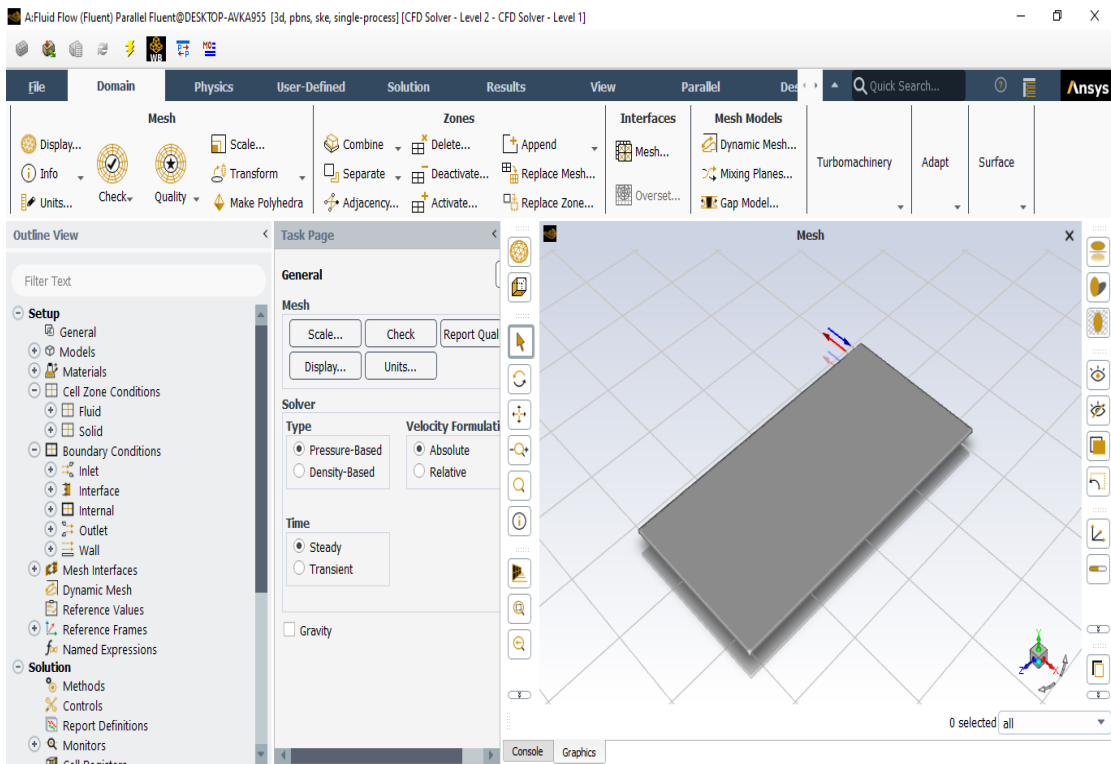 A:Fluid Flow (Fluent) Parallel Fluent@DESKTOP-AVKA955 [3d, pbns, ske, single-process] [CFD Solver - Level 2 - CFD Solver - Level 1]
WB
File Domain Physics User-Defined Solution Results View Parallel Des Quick Search... Ansys
Mesh Zones Interfaces Mesh Models
Display... Scale... Combine Delete... Append Mesh... Dynamic Mesh...
Info Check Quality Transform Separate Deactivate... Replace Mesh... Mixing Planes... Turbomachinery Adapt Surface
Units... Make Polyhedra Adjacency... Activate... Replace Zone... Overset... Gap Model...
Outline View < Task Page < Mesh X
Filter Text
General
Mesh
Scale... Check Report Qual
Display... Units...
Solver
Type Velocity Formulati
Pressure-Based Absolute
Density-Based Relative
Time
Steady
Transient
Gravity
Setup
General
Models
Materials
Cell Zone Conditions
Fluid
Solid
Boundary Conditions
Inlet
Interface
Internal
Outlet
Wall
Mesh Interfaces
Dynamic Mesh
Reference Values
Reference Frames
Named Expressions
Solution
Methods
Controls
Report Definitions
Monitors
Y
Z X
0 selected all
Console Graphics